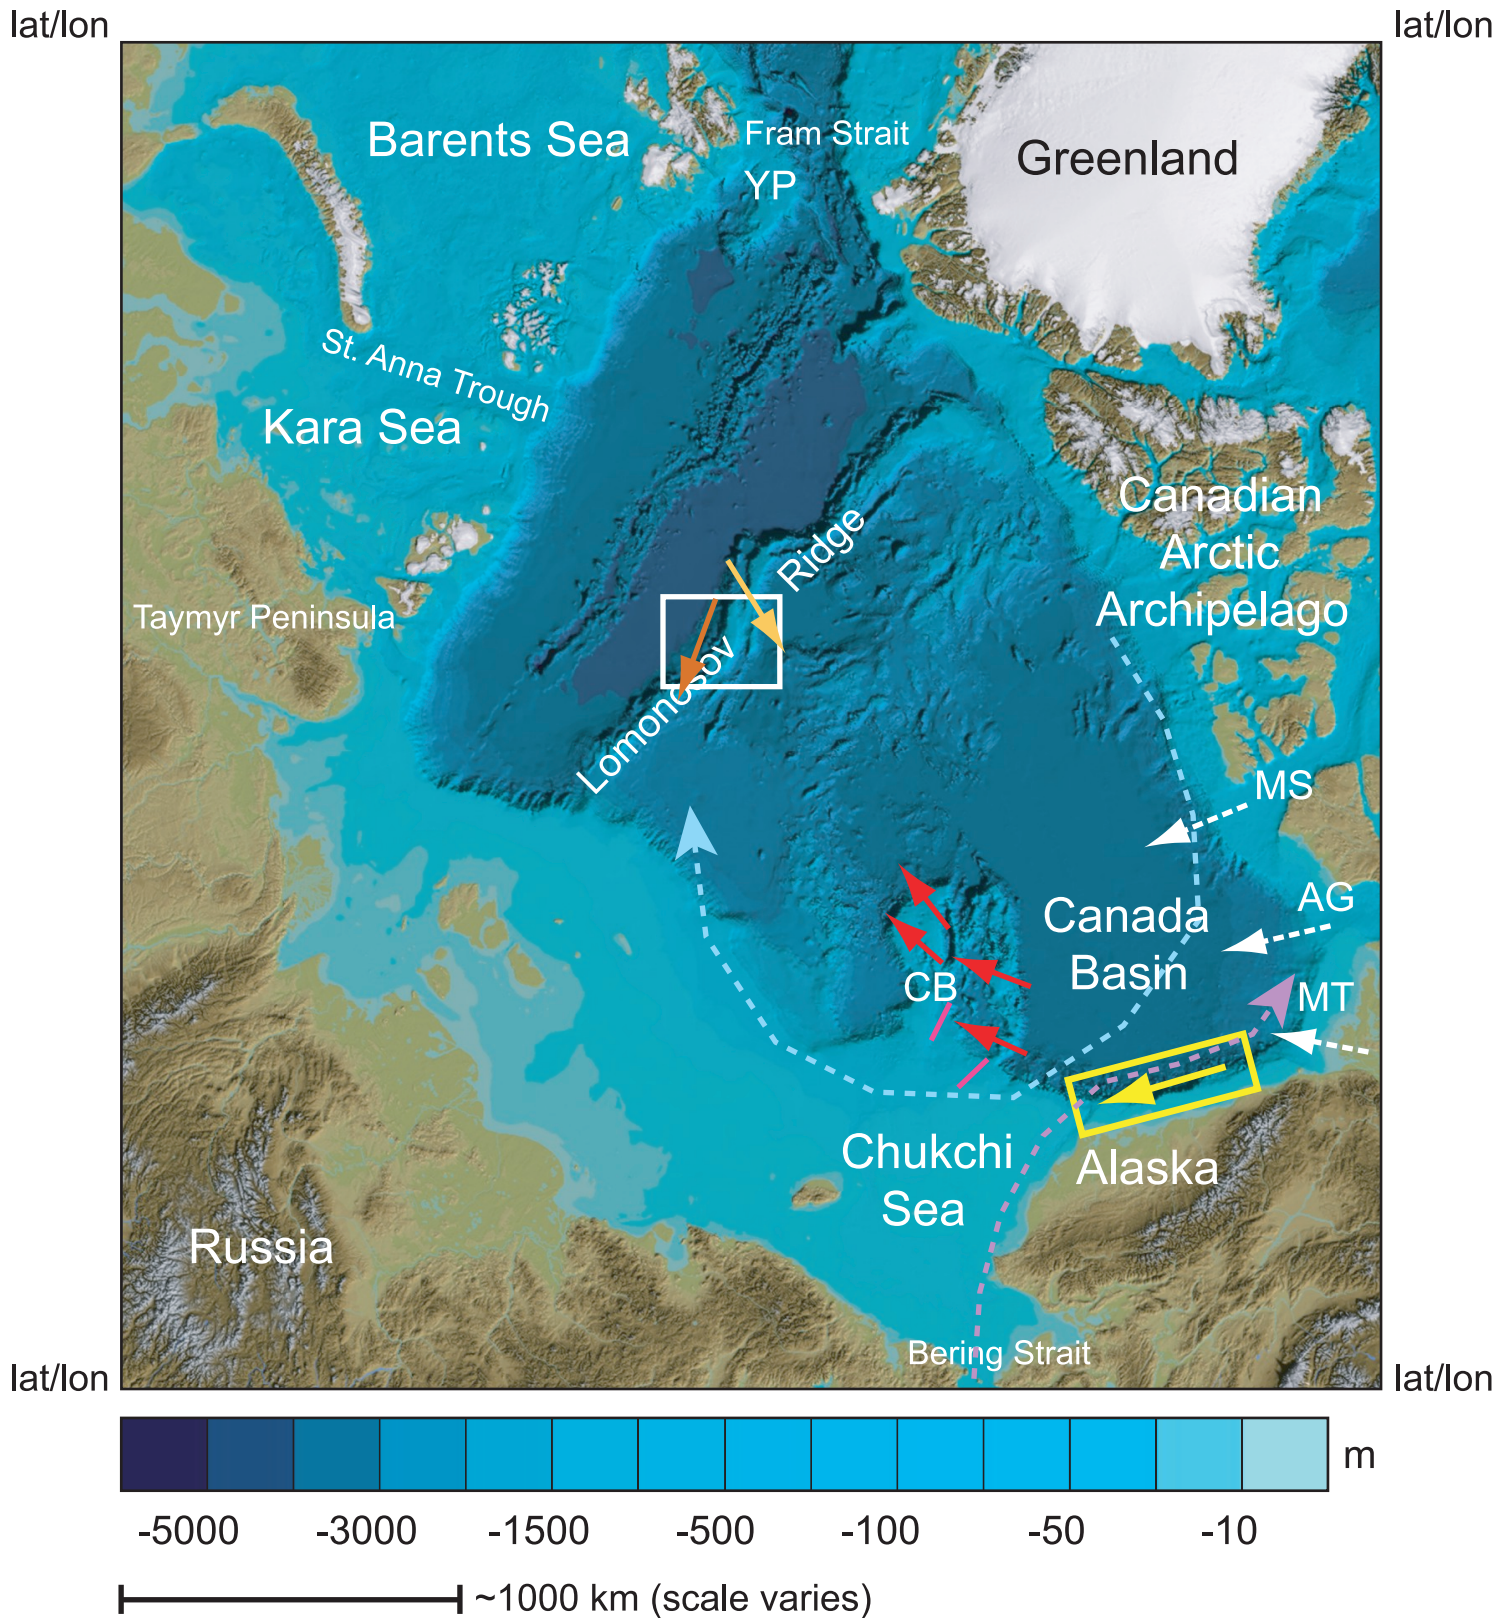 lat/lon
lat/lon
Barents Sea
Fram Strait
YP
Greenland
St. Anna Trough
Kara Sea
Canadian
Arctic
Archipelago
Ridge
Taymyr Peninsula
Lomonosov
MS
AG
Canada
Basin
CB
MT
Chukchi
Sea
Alaska
Russia
Bering Strait
lat/lon
lat/lon
m
-5000 -3000 -1500 -500 -100 -50 -10
~1000 km (scale varies)